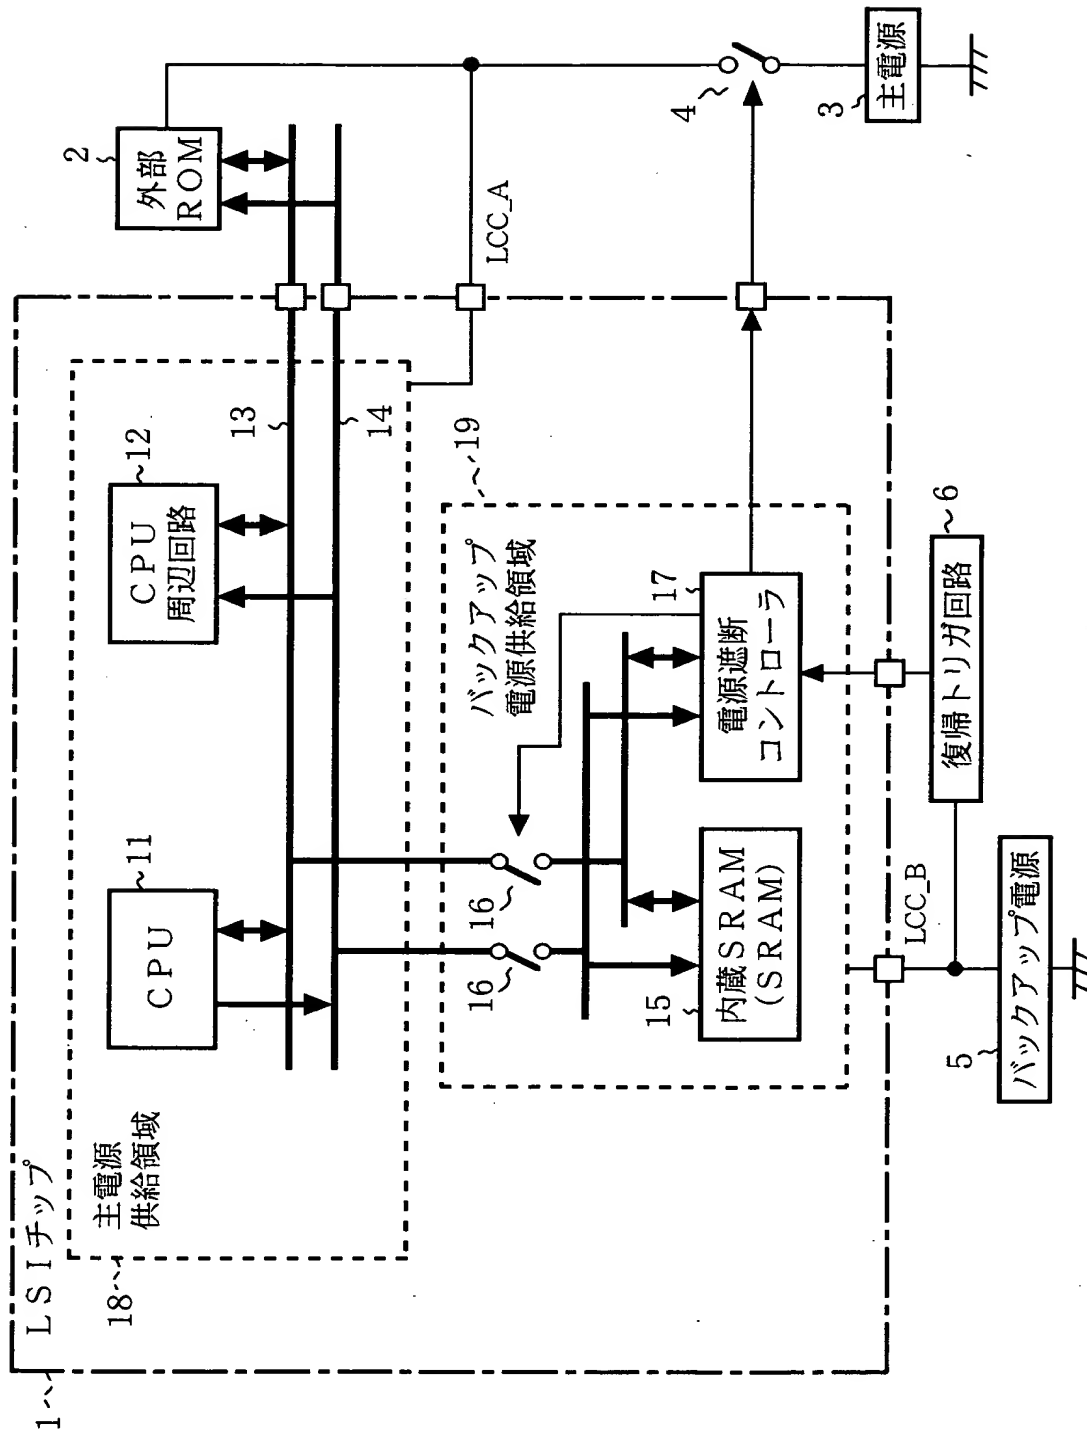 1
LSIチップ
18
主電源
供給領域
11
CPU
12
CPU
周辺回路
13
14
2
外部
ROM
LCC_A
4
3
主電源
19
バックアップ
電源供給領域
16
16
15
内蔵SRAM
(SRAM)
17
電源遮断
コントローラ
LCC_B
5
バックアップ電源
6
復帰トリガ回路